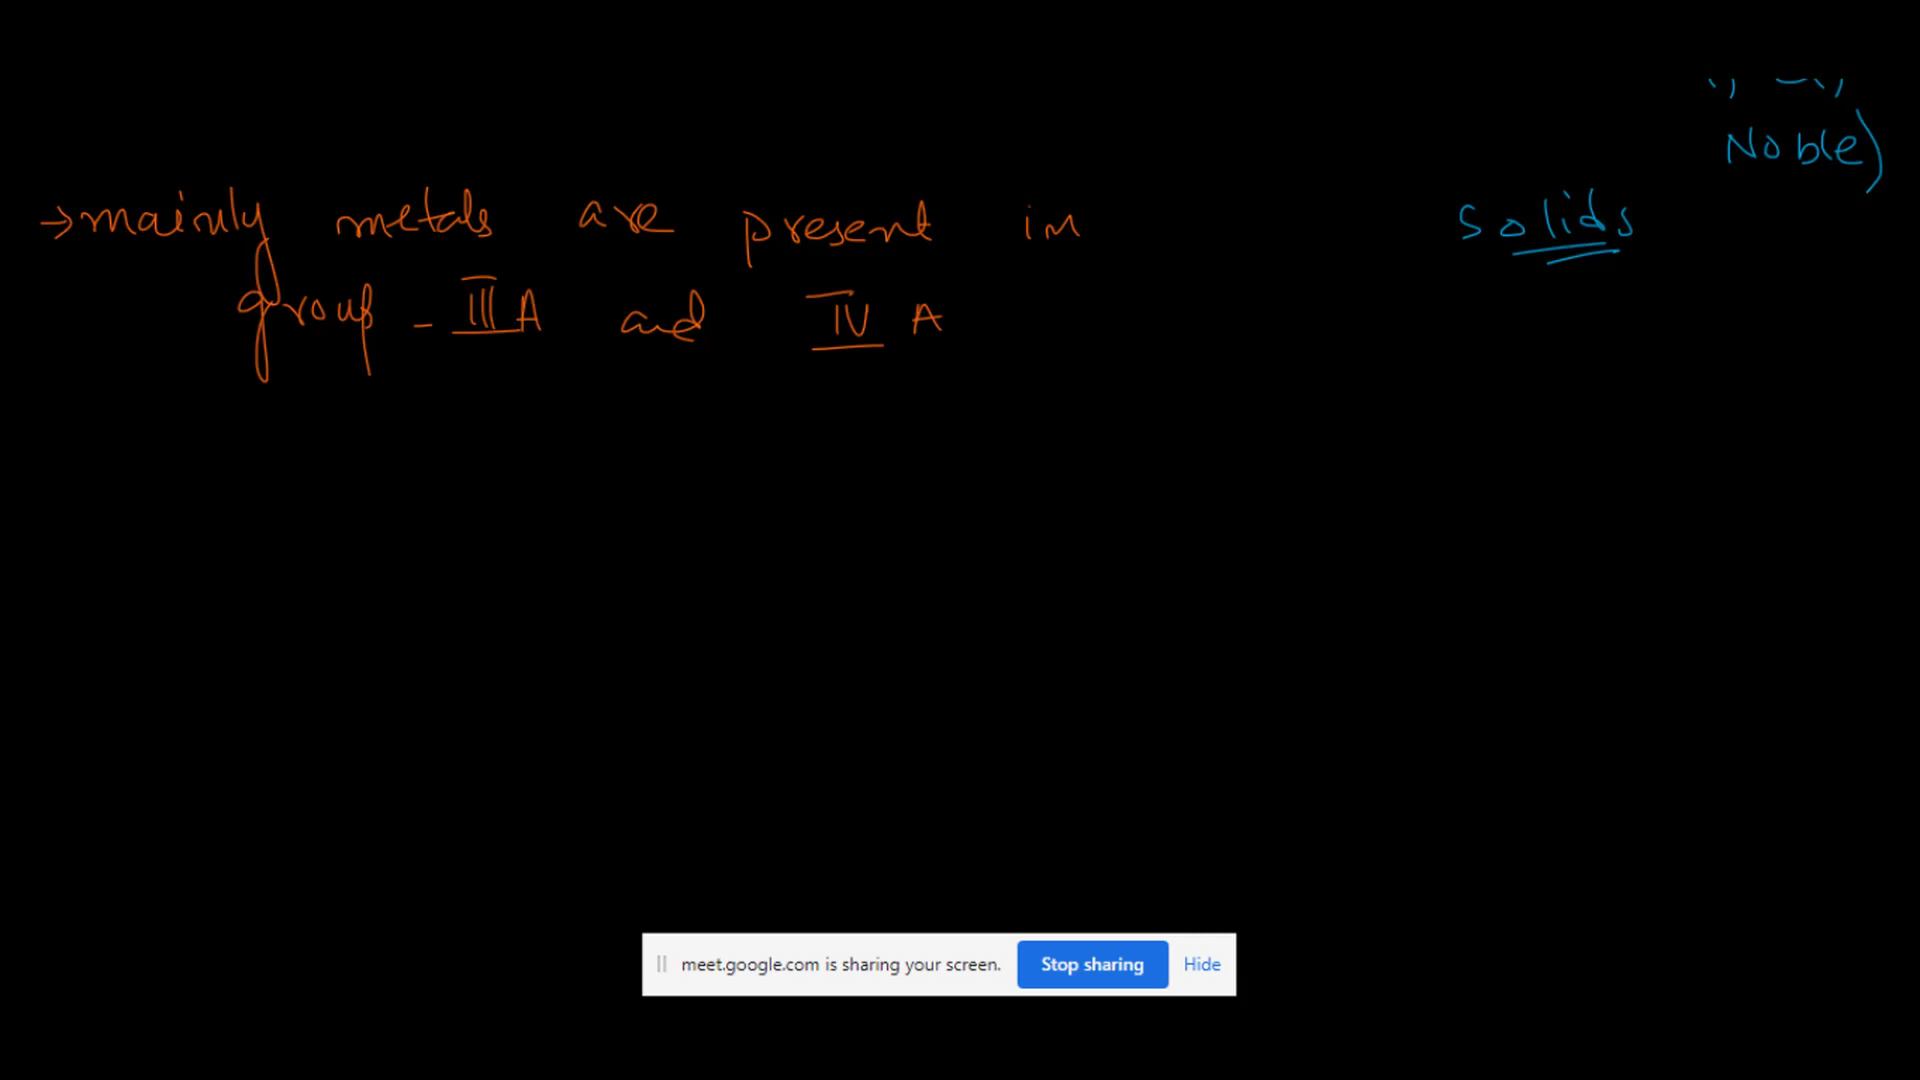 Noble)
→mainly metals are present in
solids
group - III A and IV A
meet.google.com is sharing your screen. Stop sharing Hide